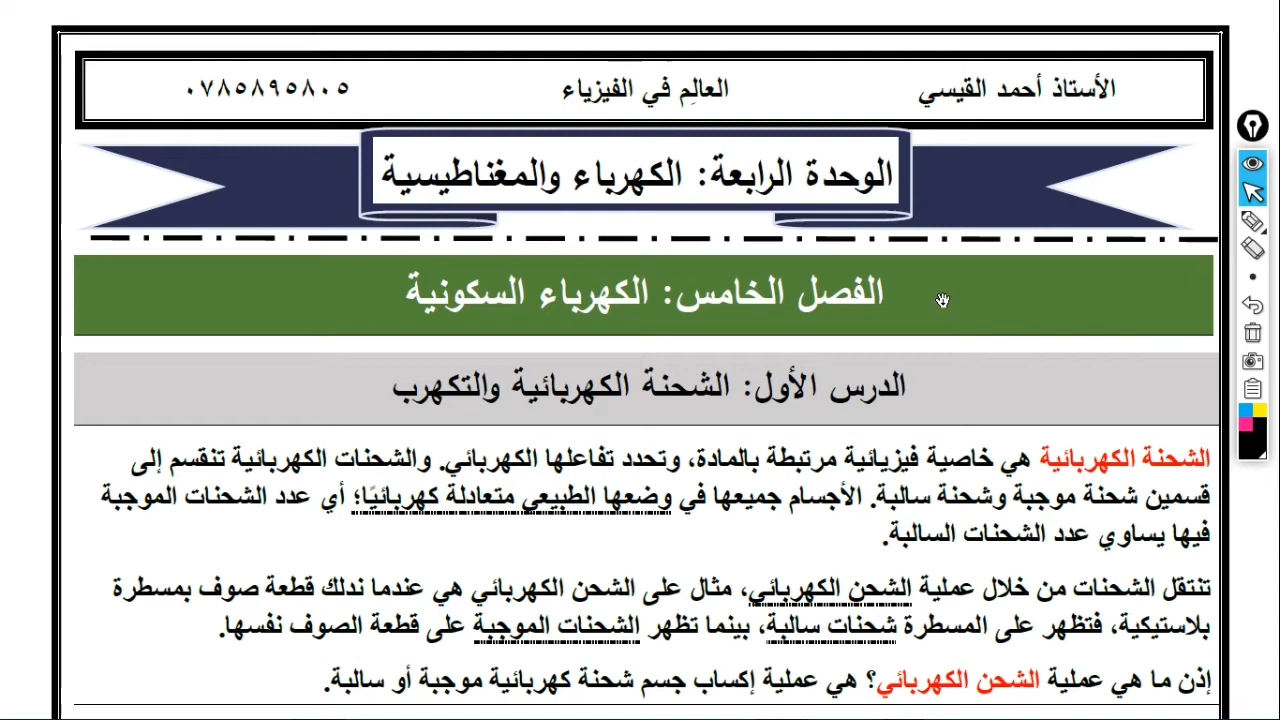 الأستاذ أحمد القيسي العالِم في الفيزياء ٠٧٨٥٨٩٥٨٠٥
الوحدة الرابعة: الكهرباء والمغناطيسية
الفصل الخامس: الكهرباء السكونية
الدرس الأول: الشحنة الكهربائية والتكهرب
الشحنة الكهربائية هي خاصية فيزيائية مرتبطة بالمادة، وتحدد تفاعلها الكهربائي. والشحنات الكهربائية تنقسم إلى
قسمين شحنة موجبة وشحنة سالبة. الأجسام جميعها في وضعها الطبيعي متعادلة كهربائيًا؛ أي عدد الشحنات الموجبة
فيها يساوي عدد الشحنات السالبة.
تنتقل الشحنات من خلال عملية الشحن الكهربائي، مثال على الشحن الكهربائي هي عندما ندلك قطعة صوف بمسطرة
بلاستيكية، فتظهر على المسطرة شحنات سالبة، بينما تظهر الشحنات الموجبة على قطعة الصوف نفسها.
إذن ما هي عملية الشحن الكهربائي؟ هي عملية إكساب جسم شحنة كهربائية موجبة أو سالبة.